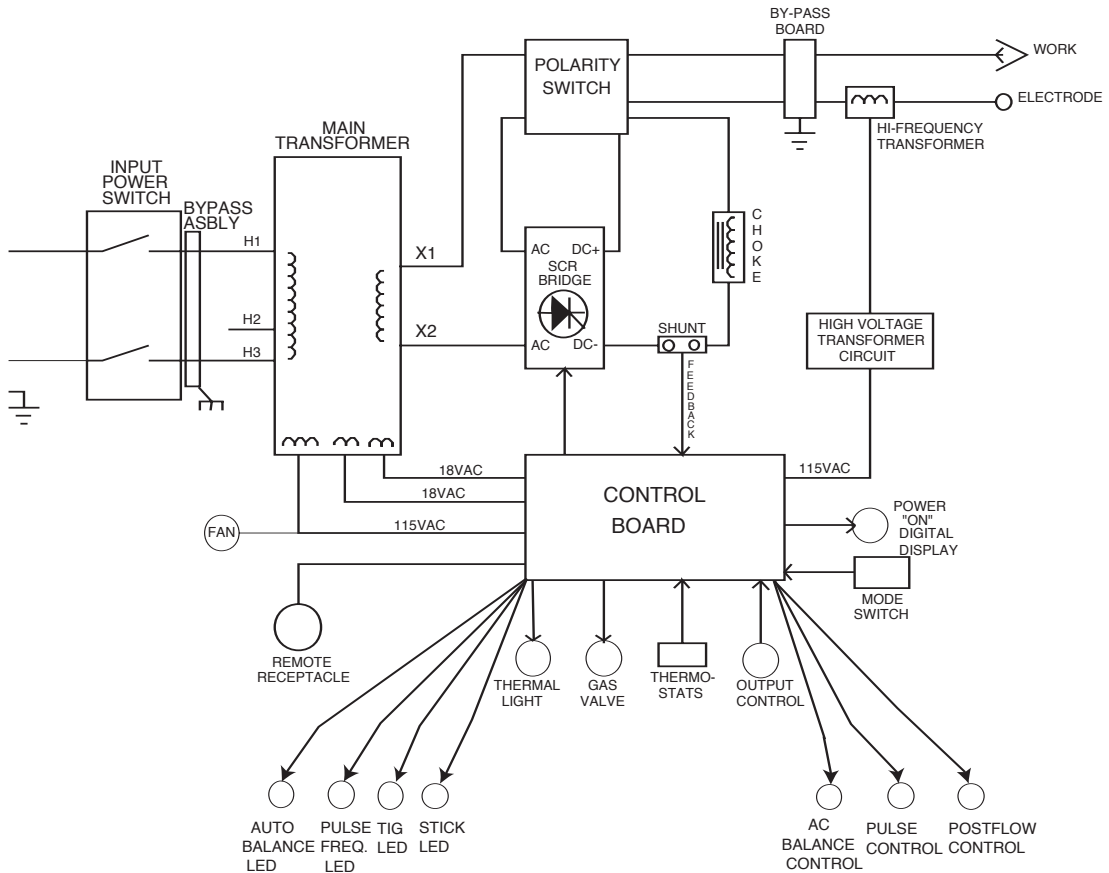 BY-PASS
BOARD
WORK
POLARITY
SWITCH
ELECTRODE
HI-FREQUENCY
TRANSFORMER
MAIN
TRANSFORMER
INPUT
POWER
SWITCH
BYPASS
ASBLY
H1
H2
H3
X1
X2
AC DC+
SCR
BRIDGE
AC DC-
CHOKE
SHUNT
FEEDBACK
HIGH VOLTAGE
TRANSFORMER
CIRCUIT
18VAC
18VAC
115VAC
FAN
CONTROL
BOARD
115VAC
POWER
"ON"
DIGITAL
DISPLAY
MODE
SWITCH
REMOTE
RECEPTACLE
THERMAL
LIGHT
GAS
VALVE
THERMO-
STATS
OUTPUT
CONTROL
AUTO
BALANCE
LED
PULSE
FREQ.
LED
TIG
LED
STICK
LED
AC
BALANCE
CONTROL
PULSE
CONTROL
POSTFLOW
CONTROL